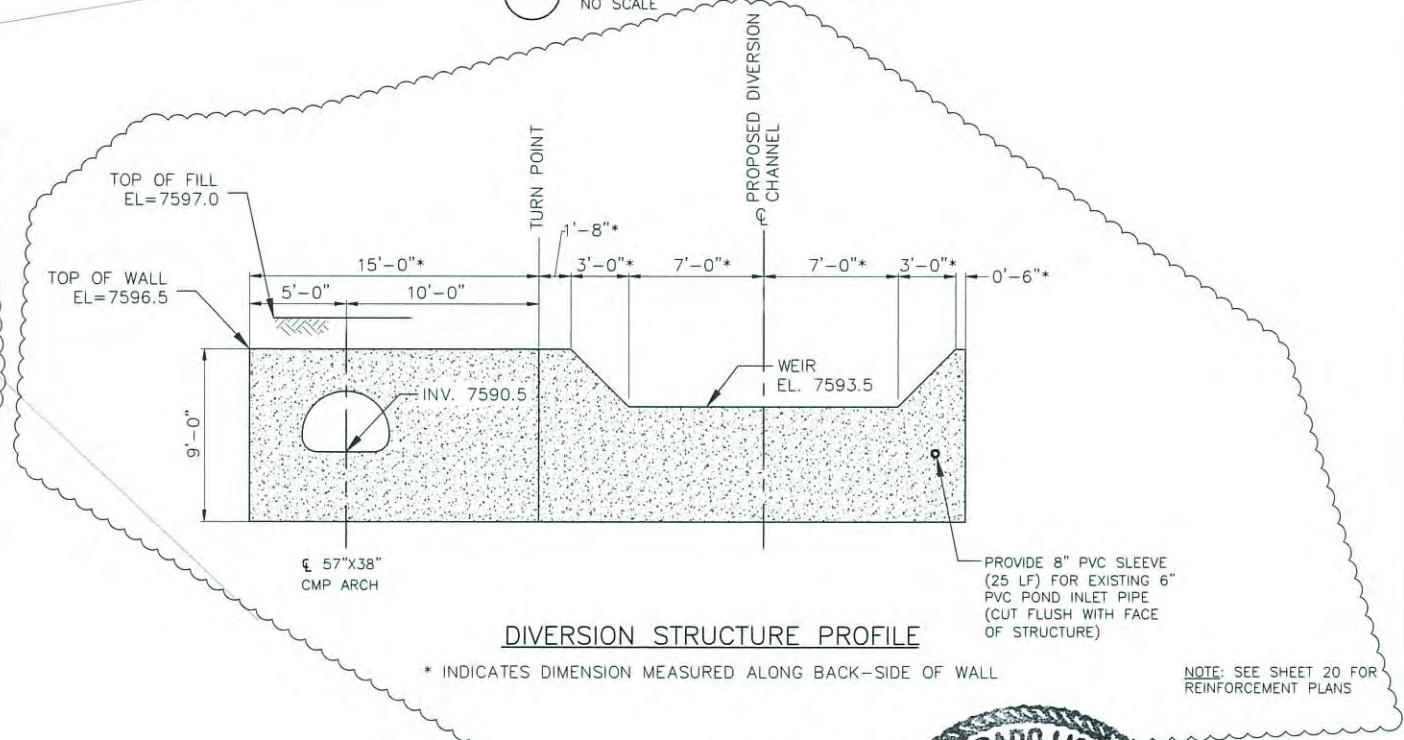 NO SCALE
PROPOSED DIVERSION
CHANNEL
℄
TURN POINT
TOP OF FILL
EL=7597.0
1'-8"*
15'-0"*
3'-0"*
7'-0"*
7'-0"*
3'-0"*
0'-6"*
TOP OF WALL
EL=7596.5
5'-0"
10'-0"
WEIR
EL. 7593.5
INV. 7590.5
9'-0"
℄ 57"X38"
CMP ARCH
PROVIDE 8" PVC SLEEVE
(25 LF) FOR EXISTING 6"
PVC POND INLET PIPE
(CUT FLUSH WITH FACE
OF STRUCTURE)
DIVERSION STRUCTURE PROFILE
* INDICATES DIMENSION MEASURED ALONG BACK-SIDE OF WALL
NOTE: SEE SHEET 20 FOR
REINFORCEMENT PLANS